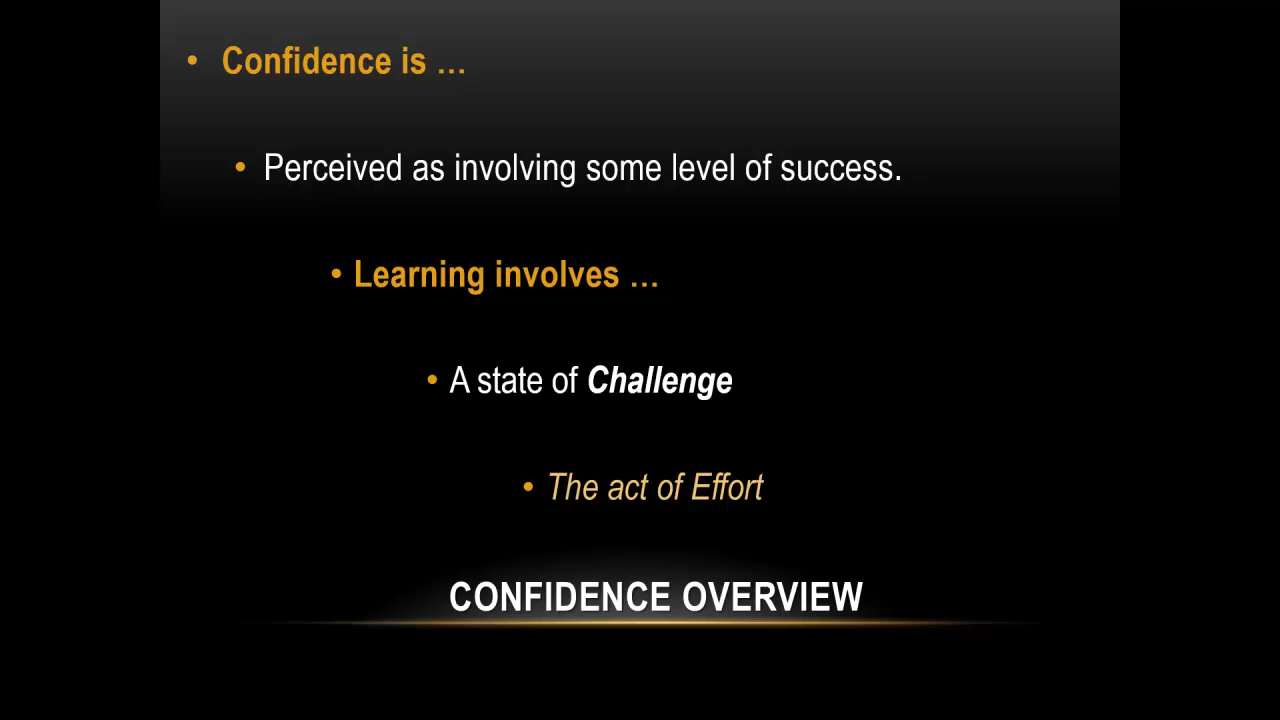 • Confidence is …
• Perceived as involving some level of success.
• Learning involves …
• A state of Challenge
• The act of Effort
CONFIDENCE OVERVIEW